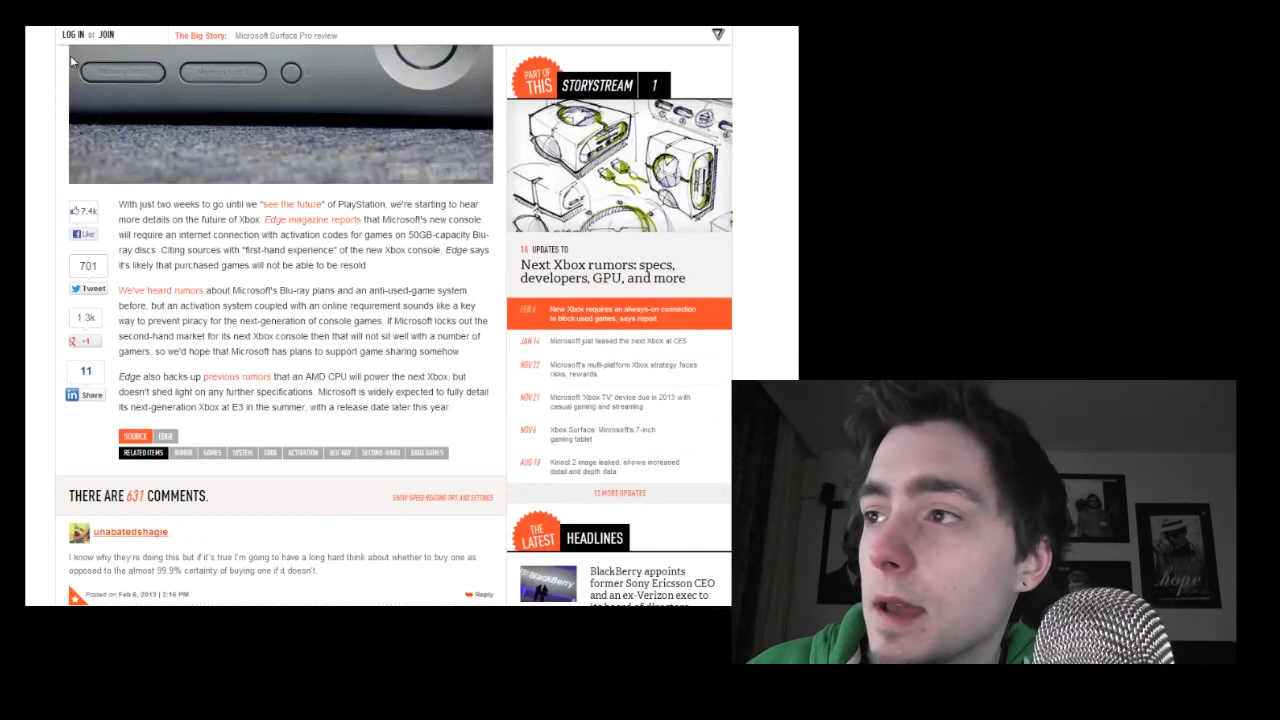 LOG IN or JOIN
The Big Story: Microsoft Surface Pro review
THE VERGE
PART OF THIS STORYSTREAM 1
7.4k
Like
701
Tweet
1.3k
+1
11
Share
With just two weeks to go until we "see the future" of PlayStation, we're starting to hear
more details on the future of Xbox. Edge magazine reports that Microsoft's new console
will require an internet connection with activation codes for games on 50GB-capacity Blu-
ray discs. Citing sources with "first-hand experience" of the new Xbox console, Edge says
it's likely that purchased games will not be able to be resold.
We've heard rumors about Microsoft's Blu-ray plans and an anti-used-game system
before, but an activation system coupled with an online requirement sounds like a key
way to prevent piracy for the next-generation of console games. If Microsoft locks out the
second-hand market for its next Xbox console then that will not sit well with a number of
gamers, so we'd hope that Microsoft has plans to support game sharing somehow.
Edge also backs up previous rumors that an AMD CPU will power the next Xbox, but
doesn't shed light on any further specifications. Microsoft is widely expected to fully detail
its next-generation Xbox at E3 in the summer, with a release date later this year.
SOURCE EDGE
RELATED ITEMS RUMOR GAMES SYSTEM XBOX ACTIVATION BLU-RAY SECOND-HAND XBOX GAMES
THERE ARE 631 COMMENTS.
SHOW SPEED READING TIPS AND SETTINGS
unabatedshagie
I know why they're doing this but if it's true I'm going to have a long hard think about whether to buy one as
opposed to the almost 99.9% certainty of buying one if it doesn't.
Posted on Feb 6, 2013 | 2:16 PM
Reply
18 UPDATES TO
Next Xbox rumors: specs,
developers, GPU, and more
FEB 6 New Xbox requires an always-on connection
to block used games, says report
JAN 14 Microsoft just teased the next Xbox at CES
NOV 22 Microsoft's multi-platform Xbox strategy faces
risks, rewards
NOV 21 Microsoft 'Xbox TV' device due in 2013 with
casual gaming and streaming
NOV 6 Xbox Surface: Microsoft's 7-inch
gaming tablet
AUG 18 Kinect 2 image leaked, shows increased
detail and depth data
12 MORE UPDATES
THE LATEST HEADLINES
BlackBerry
BlackBerry appoints
former Sony Ericsson CEO
and an ex-Verizon exec to
its board of directors
hope